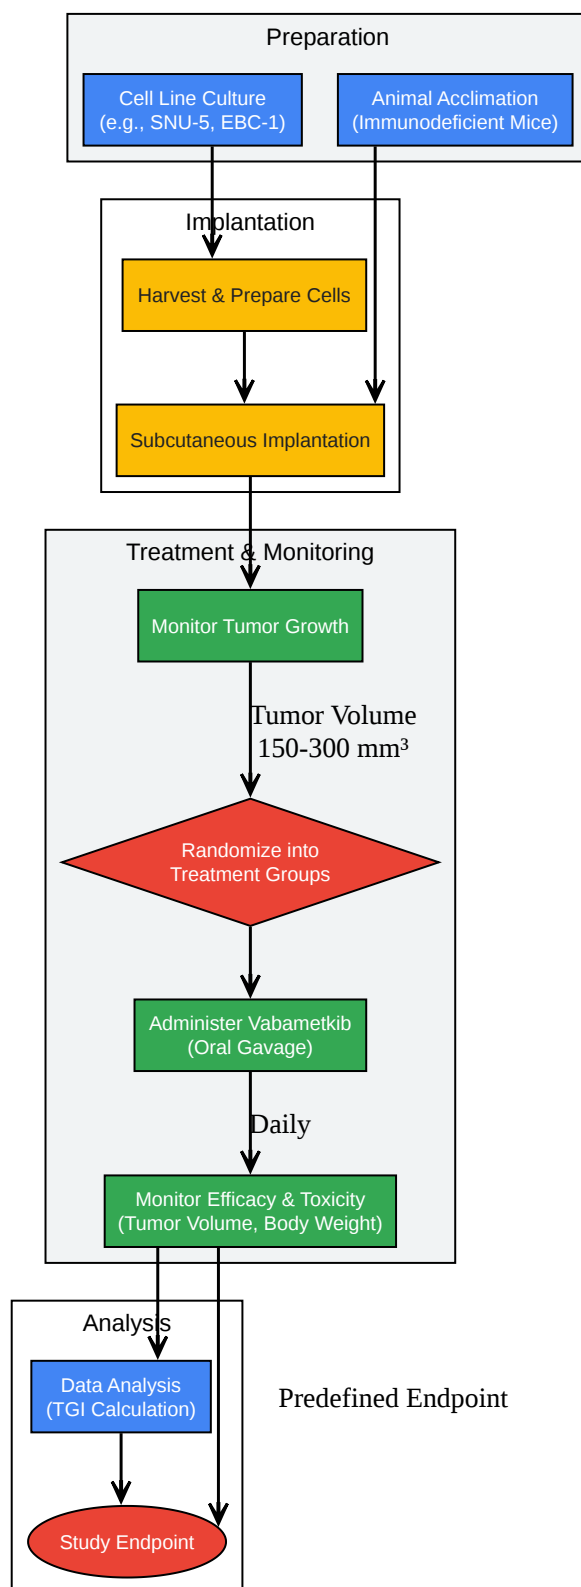 Preparation
Cell Line Culture
(e.g., SNU-5, EBC-1)
Animal Acclimation
(Immunodeficient Mice)
Implantation
Harvest & Prepare Cells
Subcutaneous Implantation
Treatment & Monitoring
Monitor Tumor Growth
Tumor Volume
150-300 mm³
Randomize into
Treatment Groups
Administer Vabametkib
(Oral Gavage)
Daily
Monitor Efficacy & Toxicity
(Tumor Volume, Body Weight)
Analysis
Data Analysis
(TGI Calculation)
Predefined Endpoint
Study Endpoint